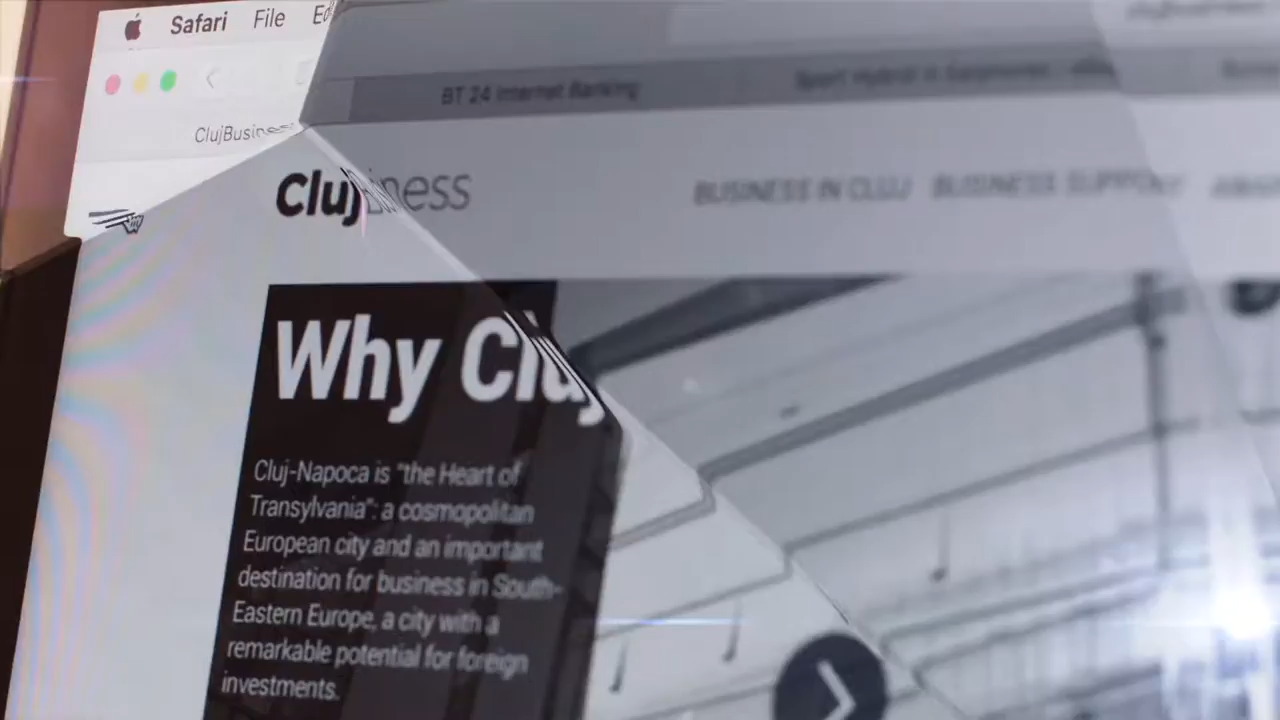 Safari File
BT 24 Internet Banking
ClujBusiness
Cluj
iness
BUSINESS IN CLUJ BUSINESS SUPPORT
Why Cluj
Cluj-Napoca is "the Heart of
Transylvania": a cosmopolitan
European city and an important
destination for business in South-
Eastern Europe, a city with a
remarkable potential for foreign
investments.